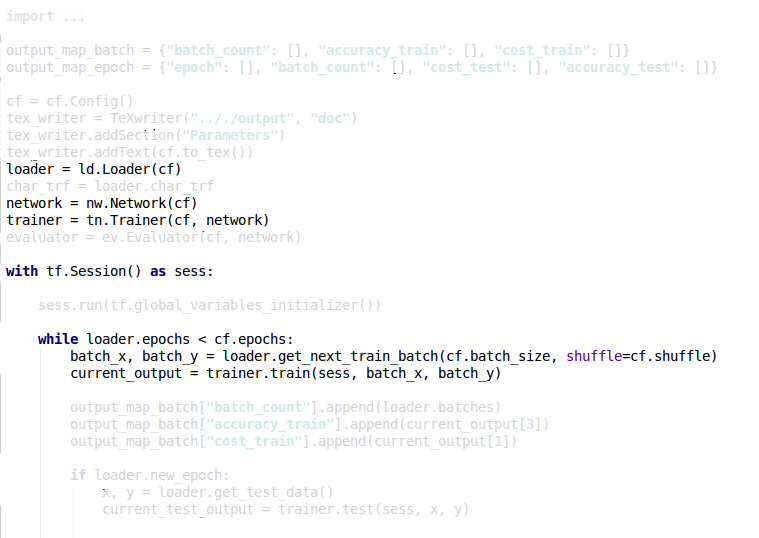 import ...
output_map_batch = {"batch_count": [], "accuracy_train": [], "cost_train": []}
output_map_epoch = {"epoch": [], "batch_count": [], "cost_test": [], "accuracy_test": []}
cf = cf.Config()
tex_writer = TeXwriter(".././output", "doc")
tex_writer.addSection("Parameters")
tex_writer.addText(cf.to_tex())
loader = ld.Loader(cf)
char_trf = loader.char_trf
network = nw.Network(cf)
trainer = tn.Trainer(cf, network)
evaluator = ev.Evaluator(cf, network)
with tf.Session() as sess:
sess.run(tf.global_variables_initializer())
while loader.epochs < cf.epochs:
batch_x, batch_y = loader.get_next_train_batch(cf.batch_size, shuffle=cf.shuffle)
current_output = trainer.train(sess, batch_x, batch_y)
output_map_batch["batch_count"].append(loader.batches)
output_map_batch["accuracy_train"].append(current_output[3])
output_map_batch["cost_train"].append(current_output[1])
if loader.new_epoch:
x, y = loader.get_test_data()
current_test_output = trainer.test(sess, x, y)